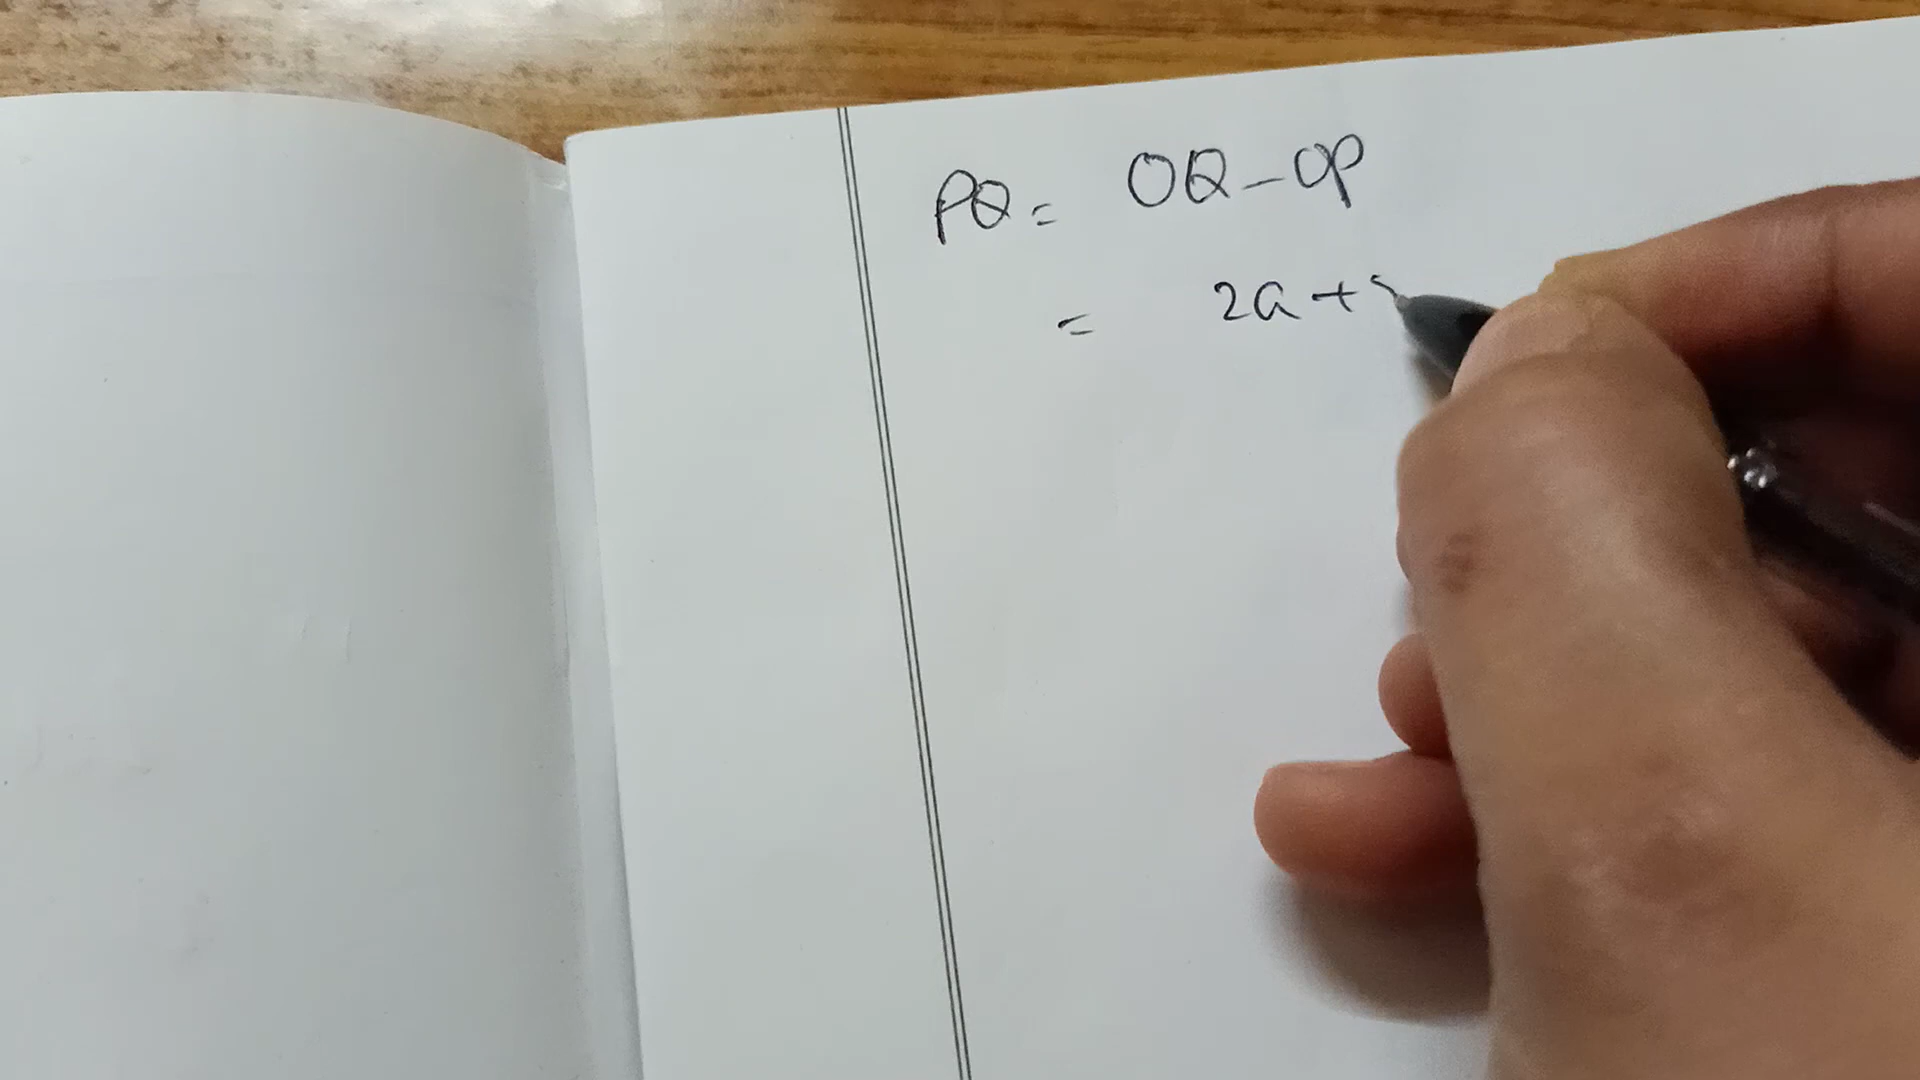 PQ = OQ - OP
= 2a +